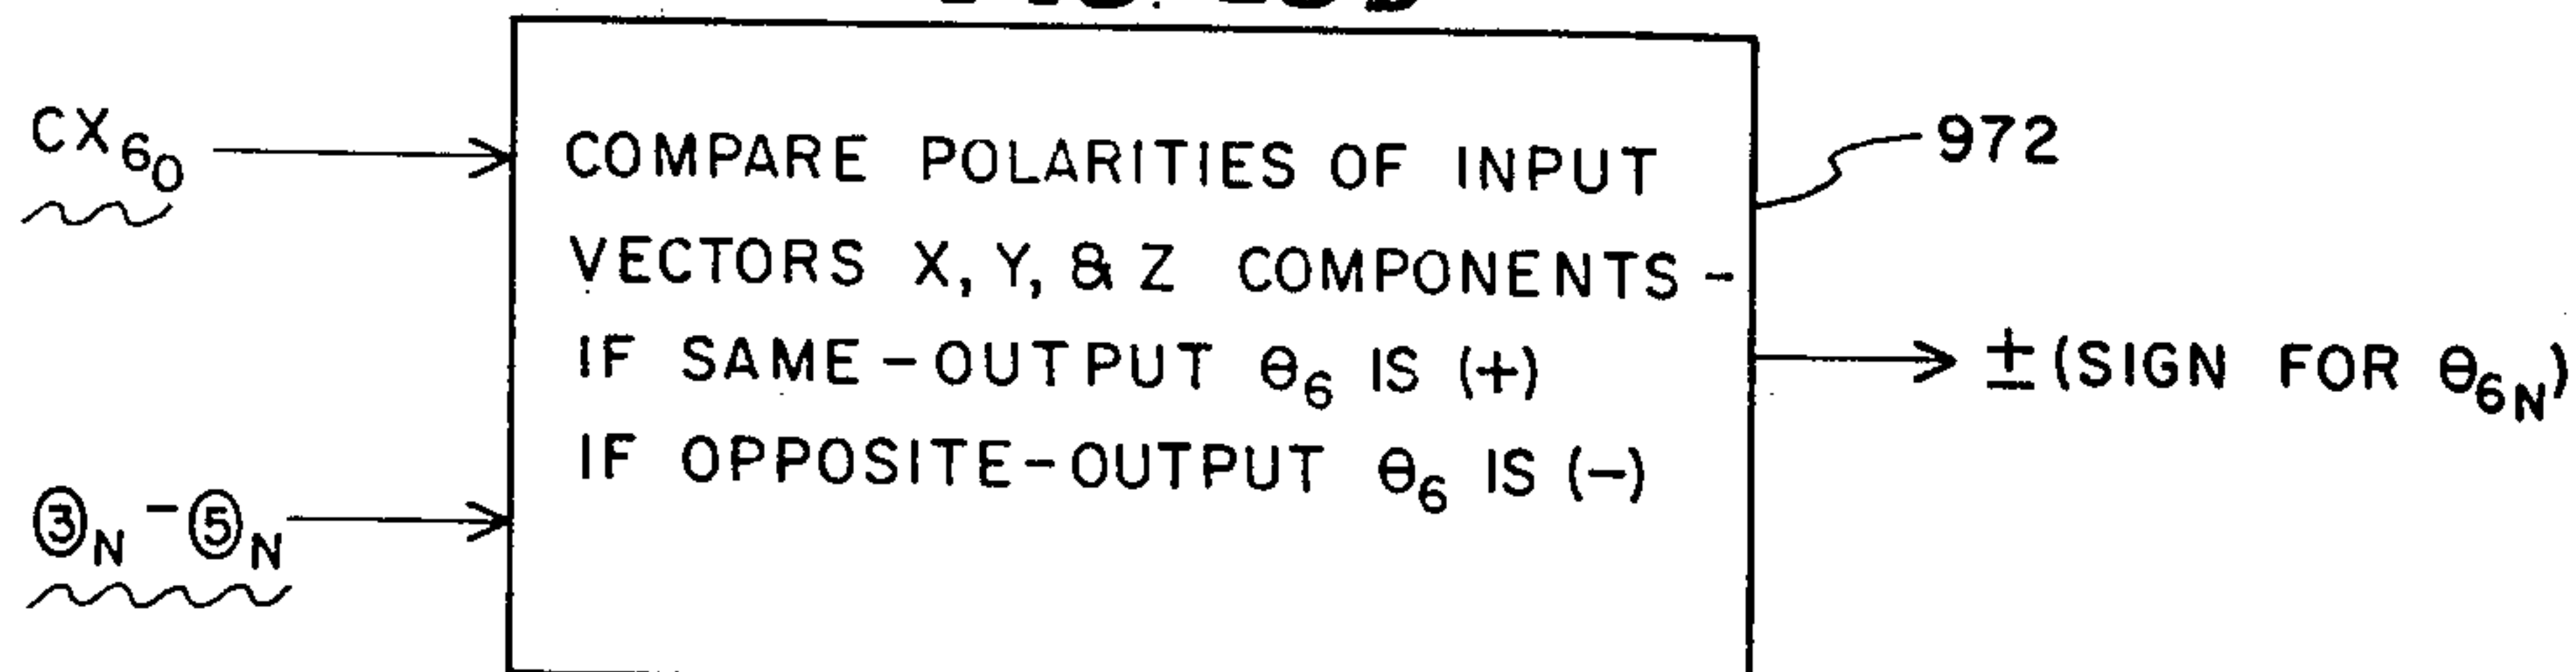 CX₆₀
COMPARE POLARITIES OF INPUT
VECTORS X, Y, & Z COMPONENTS -
IF SAME - OUTPUT θ₆ IS (+)
IF OPPOSITE - OUTPUT θ₆ IS (-)
972
③N - ⑤N
± (SIGN FOR θ₆N)